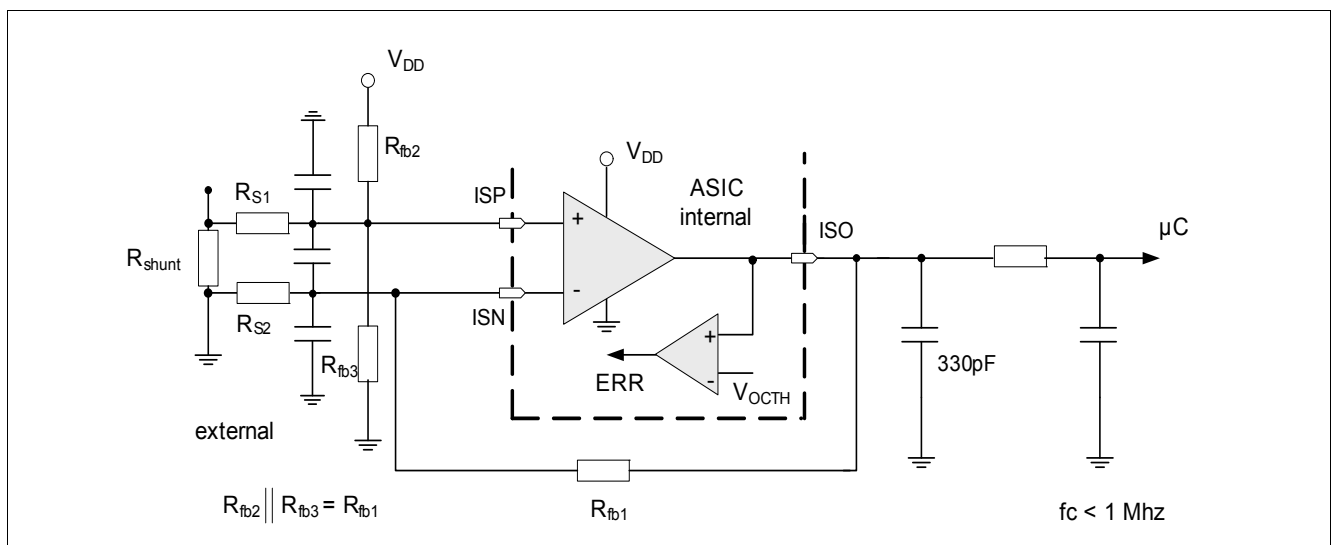 VDD
Rfb2
VDD
ASIC
internal
RS1
ISP
+
ISO
µC
Rshunt
-
ISN
RS2
+
Rfb3
330pF
ERR
-
VOCTH
external
Rfb2 || Rfb3 = Rfb1
Rfb1
fc < 1 Mhz